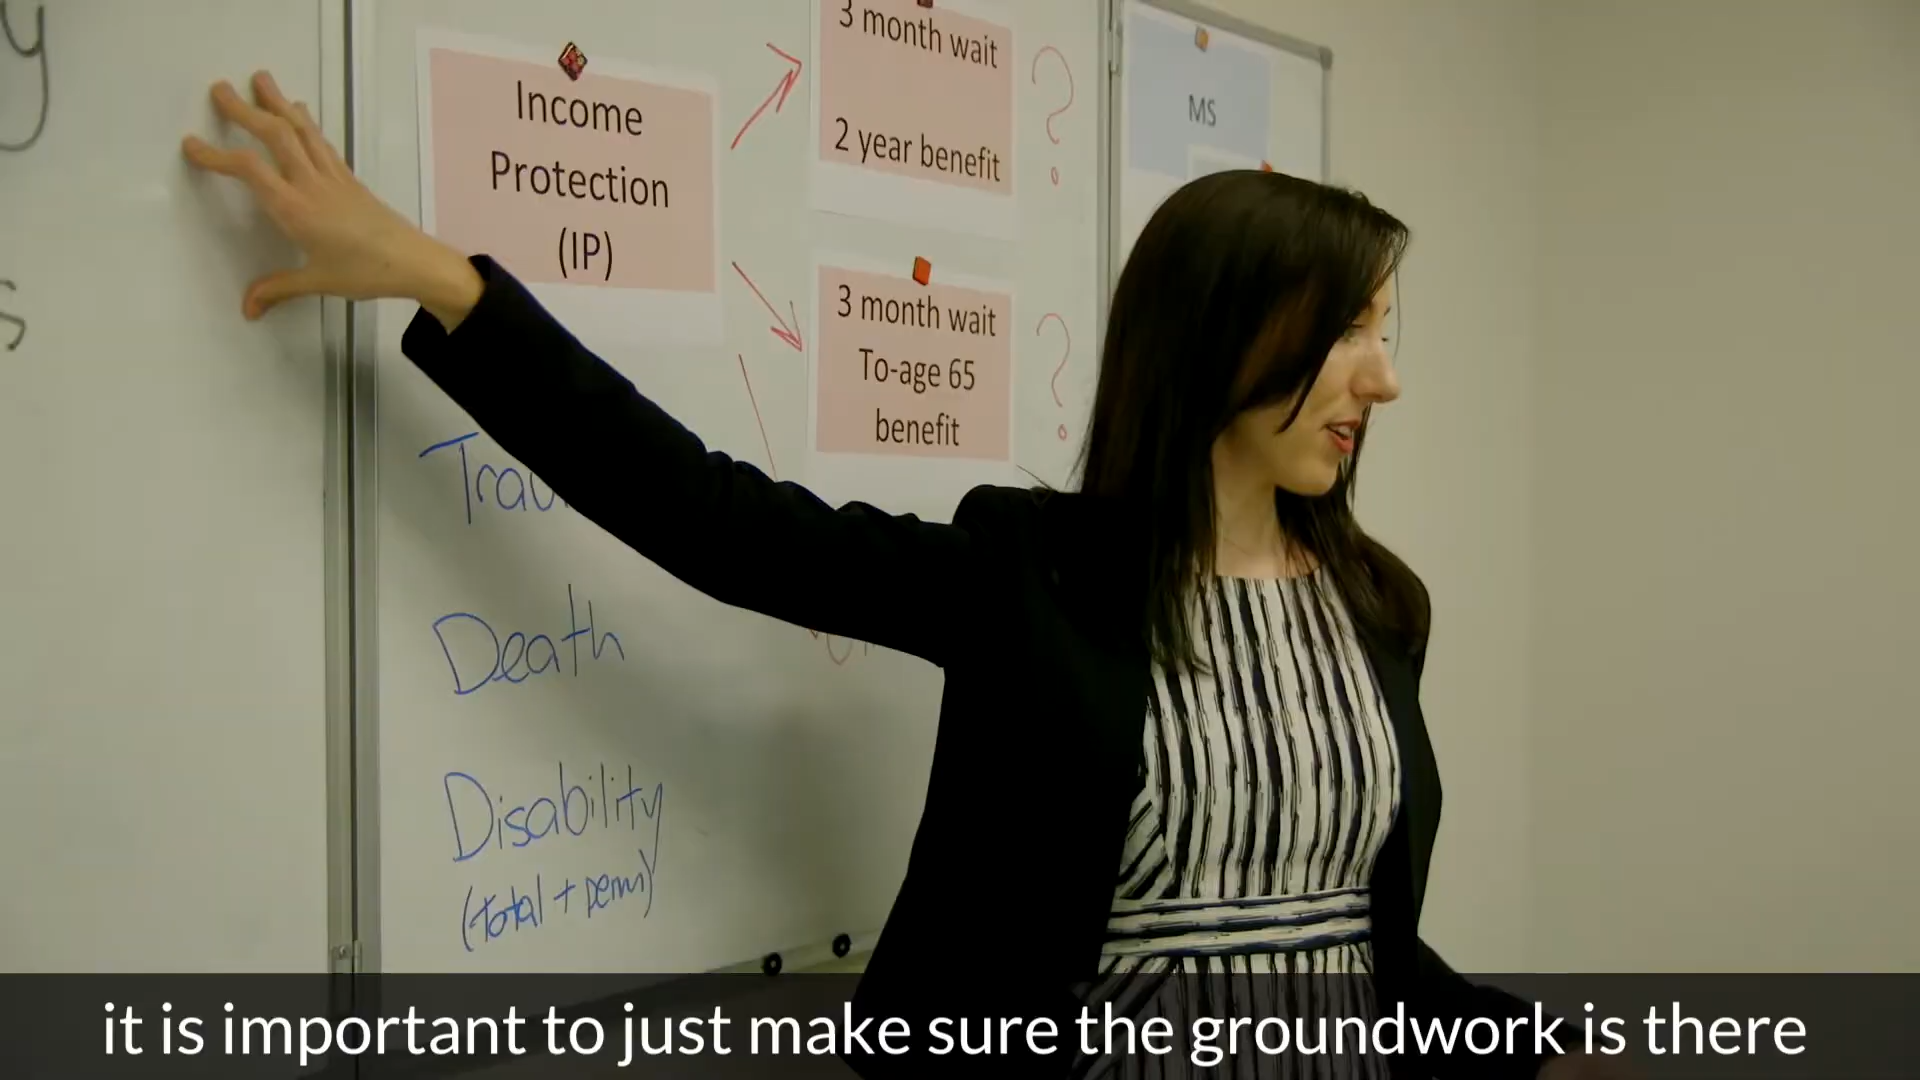 Income
Protection
(IP)
3 month wait
2 year benefit
3 month wait
To-age 65
benefit
MS
Death
Disability
(total + perm)
it is important to just make sure the groundwork is there